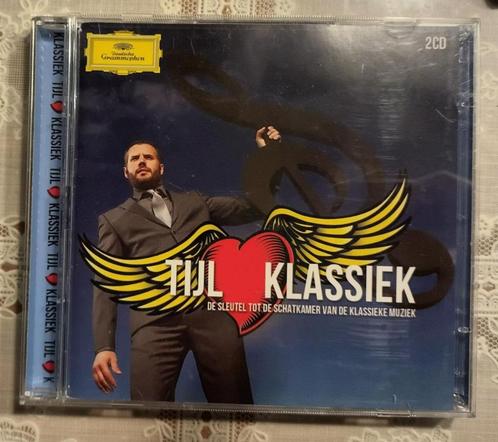 Deutsche
Grammophon
2CD
TIJL KLASSIEK
DE SLEUTEL TOT DE SCHATKAMER VAN DE KLASSIEKE MUZIEK
KLASSIEK TIJL KLASSIEK TIJL KLASSIEK TIJL KLASSIEK TIJL K